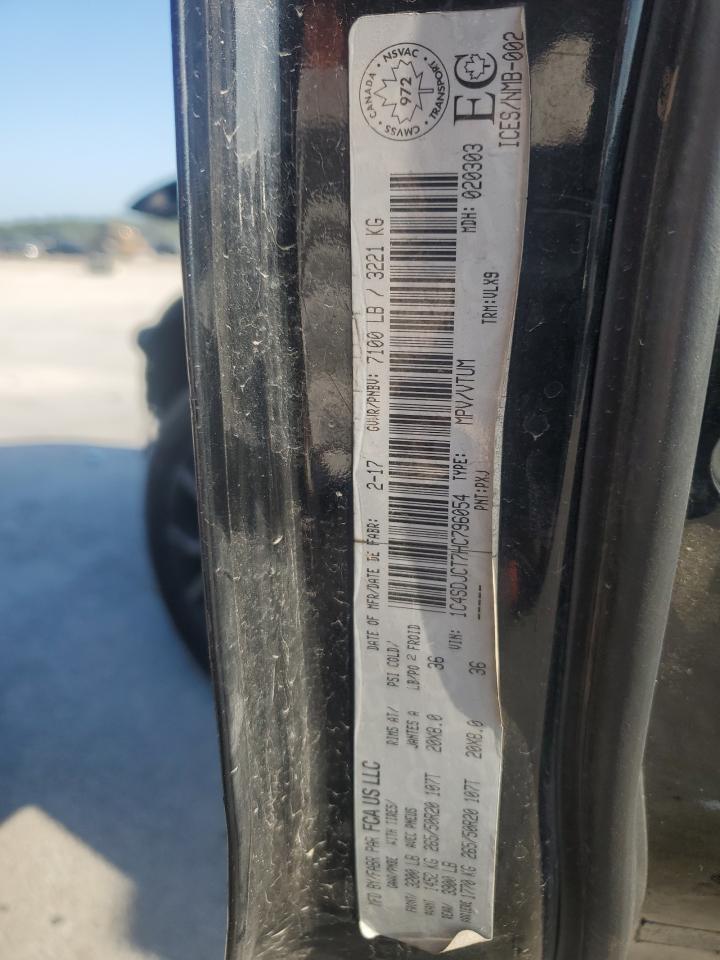 MFD BY/FABR PAR FCA US LLC
DATE OF MFR/DATE DE FABR: 2-17
GVWR/PNBV: 7100 LB / 3221 KG
GAWR/PNBE WITH TIRES/ RIMS AT/ PSI COLD/
FRONT/ 3200 LB AVEC PNEUS JANTES A LB/PO 2 FROID
AVANT 1452 KG 265/50R20 107T 20X8.0 36
REAR/ 3900 LB
ARRIERE 1770 KG 265/50R20 107T 20X8.0 36
VIN: 1C4SDJCT7HC796054 TYPE: MPV/VTUM MDH: 020303
-----
PNT:PXJ TRM:VLX9
CANADA NSVAC TRANSPORT CMVSS
972
EC
ICES/NMB-002